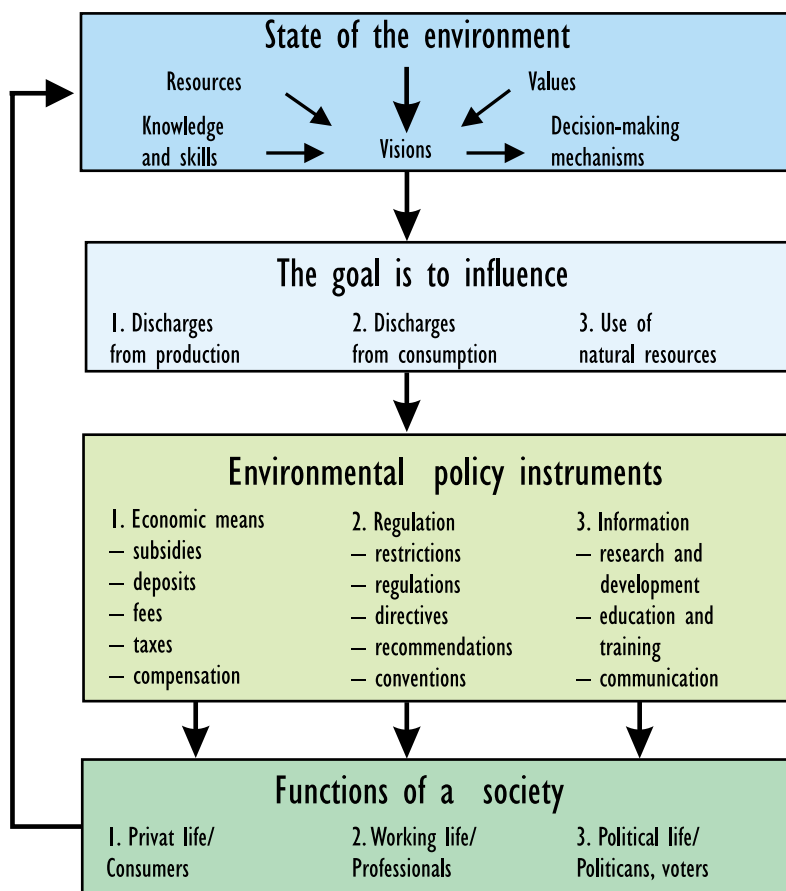 State of the environment
Resources
Values
Knowledge
and skills
Visions
Decision-making
mechanisms
The goal is to influence
1. Discharges
from production
2. Discharges
from consumption
3. Use of
natural resources
Environmental policy instruments
1. Economic means
– subsidies
– deposits
– fees
– taxes
– compensation
2. Regulation
– restrictions
– regulations
– directives
– recommendations
– conventions
3. Information
– research and
development
– education and
training
– communication
Functions of a society
1. Privat life/
Consumers
2. Working life/
Professionals
3. Political life/
Politicans, voters